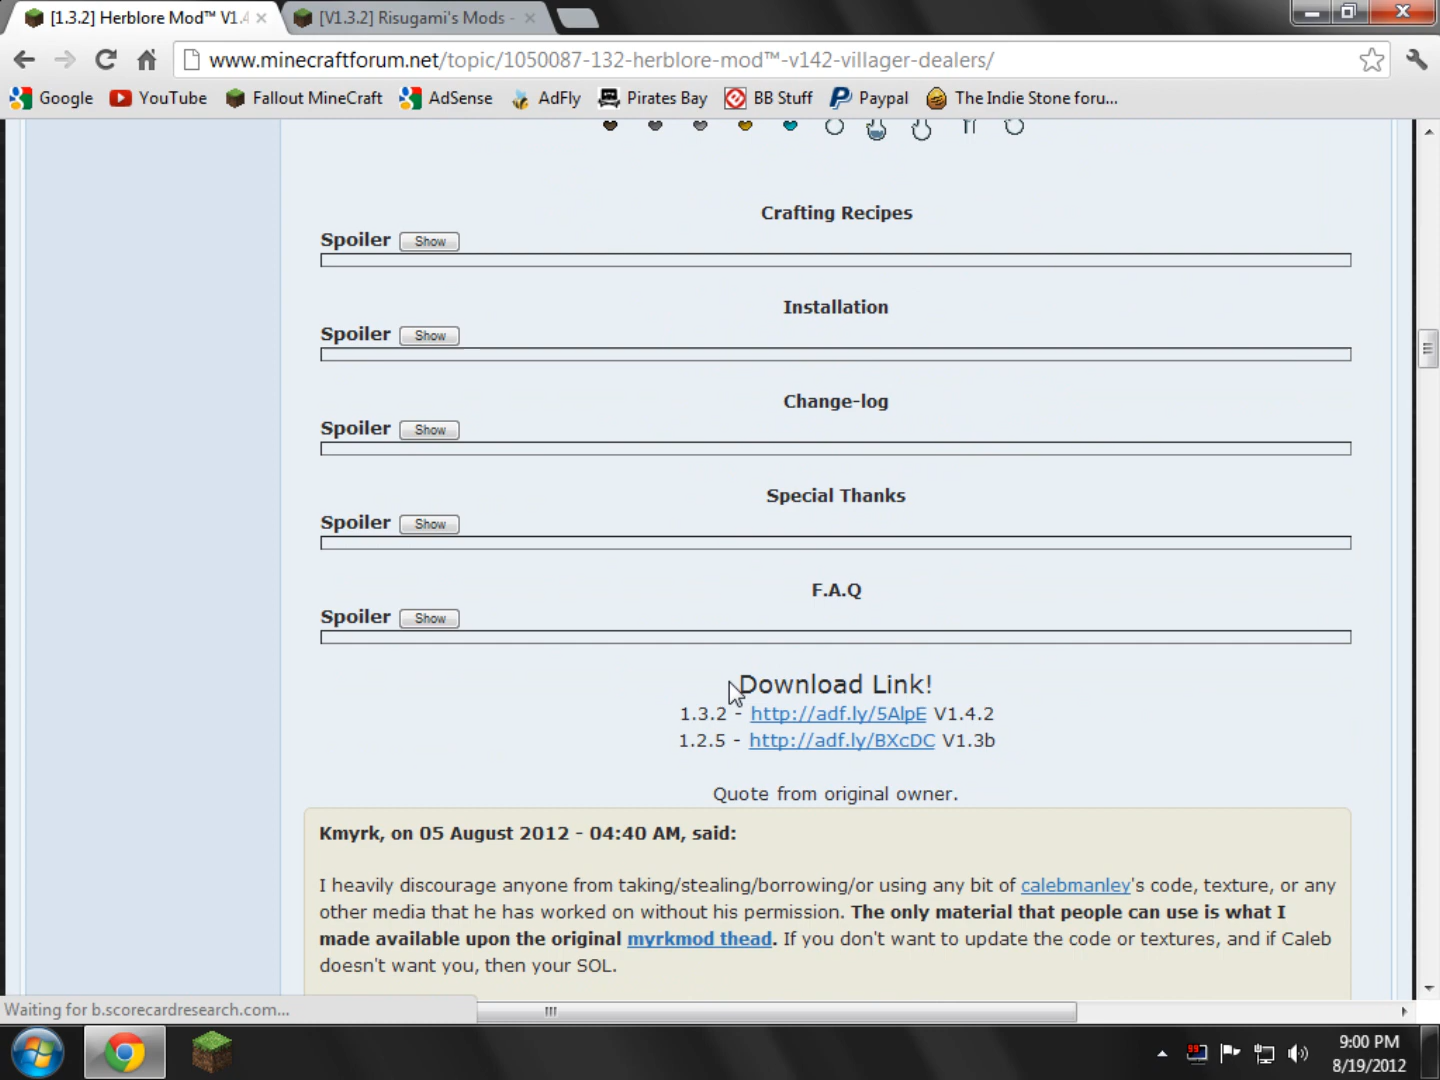 [1.3.2] Herblore Mod™ V1.4
[V1.3.2] Risugami's Mods -
www.minecraftforum.net/topic/1050087-132-herblore-mod™-v142-villager-dealers/
Google YouTube Fallout MineCraft AdSense AdFly Pirates Bay BB Stuff Paypal The Indie Stone foru...
Crafting Recipes
Spoiler Show
Installation
Spoiler Show
Change-log
Spoiler Show
Special Thanks
Spoiler Show
F.A.Q
Spoiler Show
Download Link!
1.3.2 - http://adf.ly/5AlpE V1.4.2
1.2.5 - http://adf.ly/BXcDC V1.3b
Quote from original owner.
Kmyrk, on 05 August 2012 - 04:40 AM, said:
I heavily discourage anyone from taking/stealing/borrowing/or using any bit of calebmanley's code, texture, or any
other media that he has worked on without his permission. The only material that people can use is what I
made available upon the original myrkmod thead. If you don't want to update the code or textures, and if Caleb
doesn't want you, then your SOL.
Waiting for b.scorecardresearch.com...
99
9:00 PM
8/19/2012